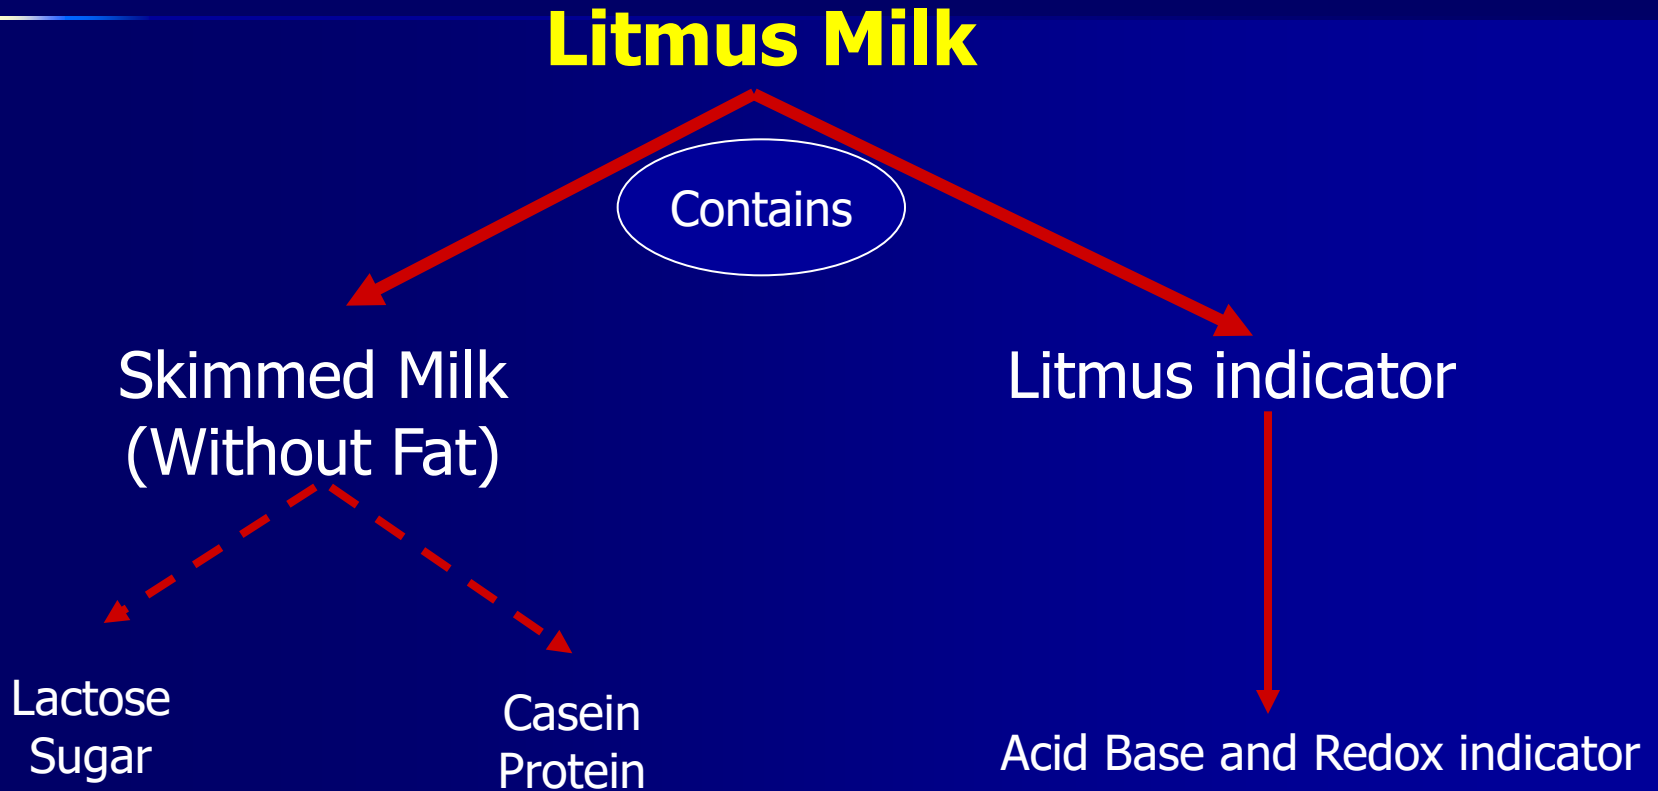 Litmus Milk
Contains
Skimmed Milk
(Without Fat)
Litmus indicator
Lactose
Sugar
Casein
Protein
Acid Base and Redox indicator